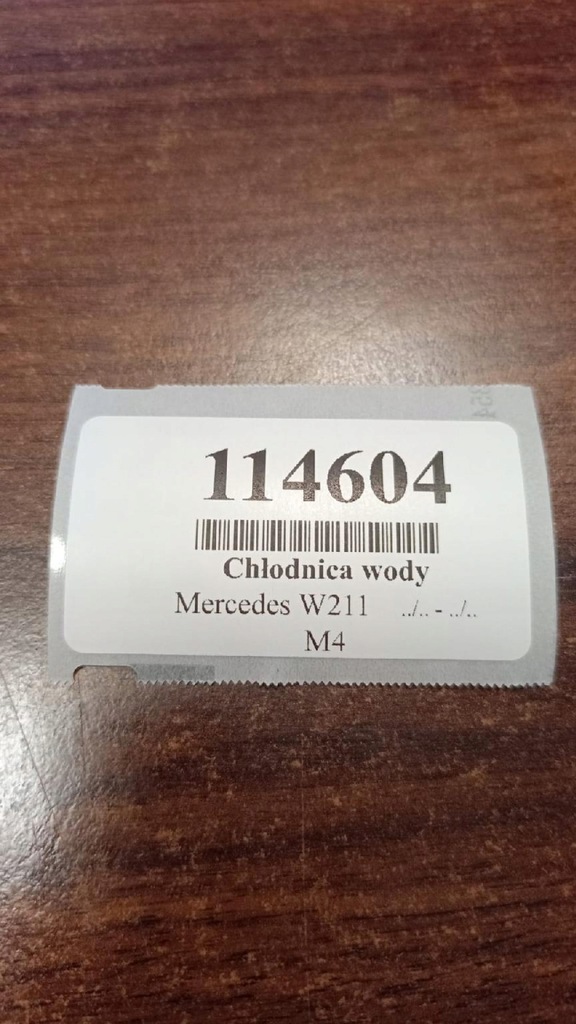 114604
Chłodnica wody
Mercedes W211 ../.. - ../..
M4